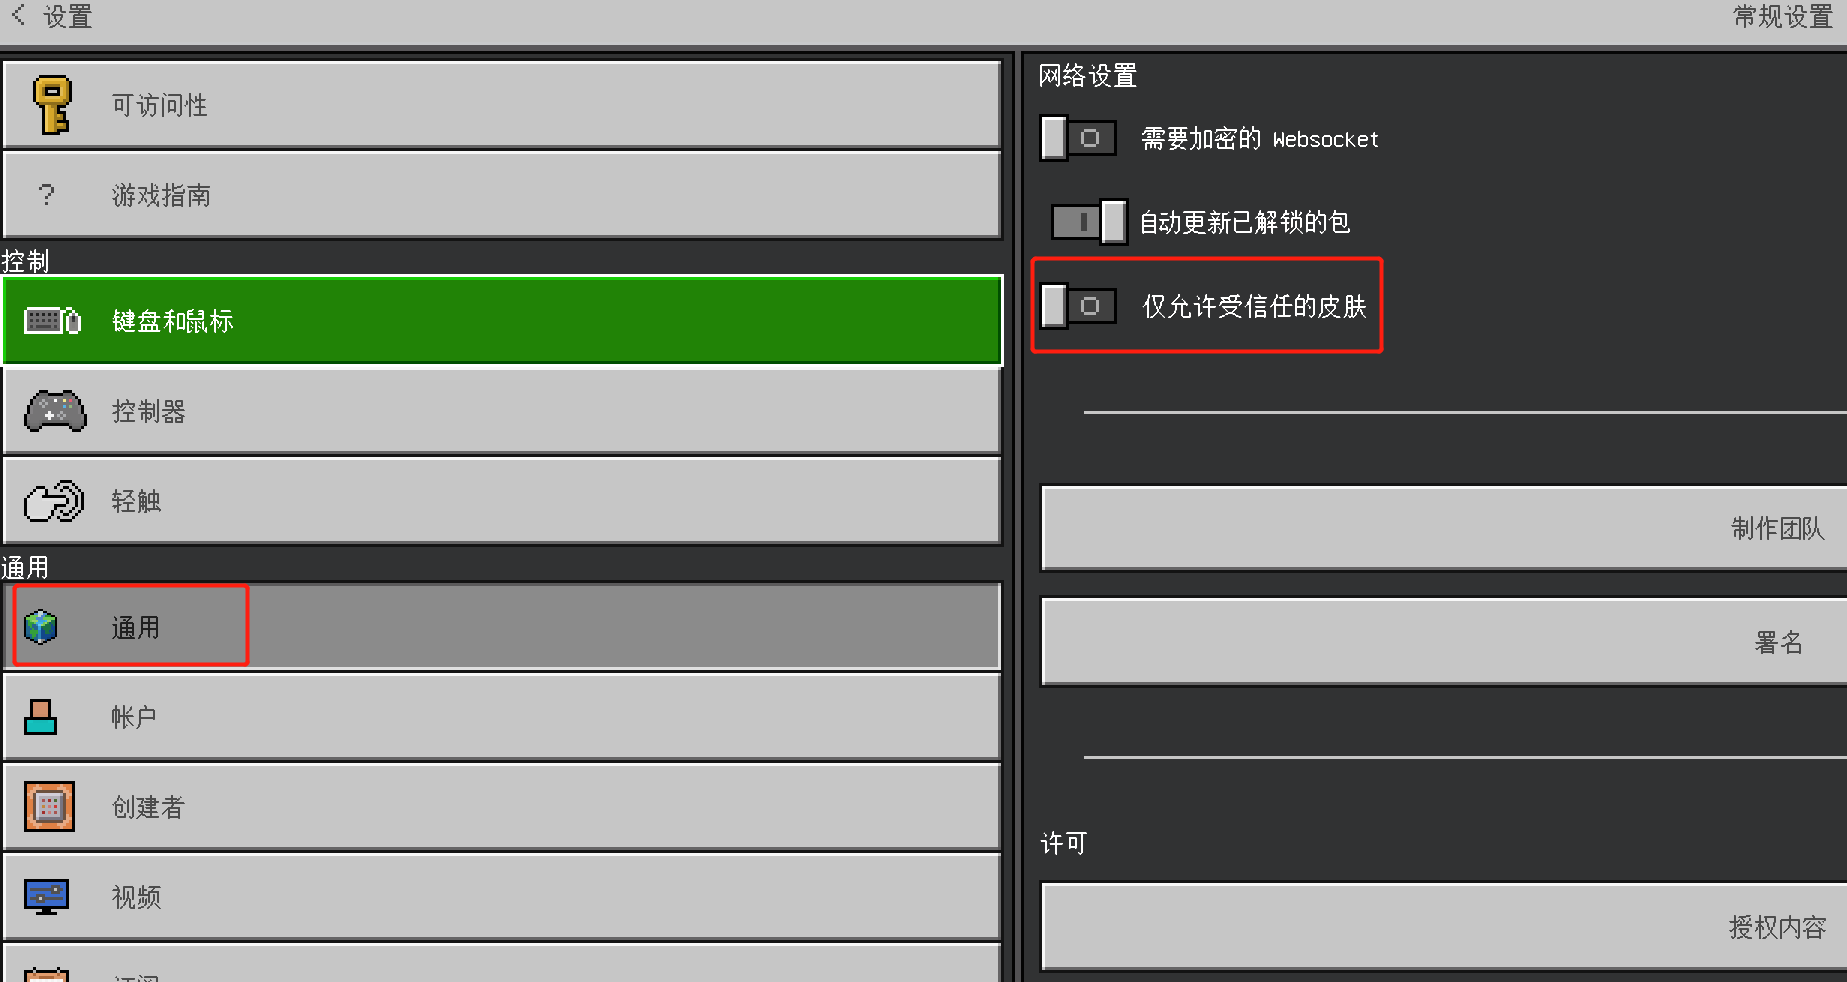 设置
常规设置
可访问性
? 游戏指南
控制
键盘和鼠标
控制器
轻触
通用
通用
帐户
创建者
视频
网络设置
需要加密的 Websocket
自动更新已解锁的包
仅允许受信任的皮肤
制作团队
署名
许可
授权内容